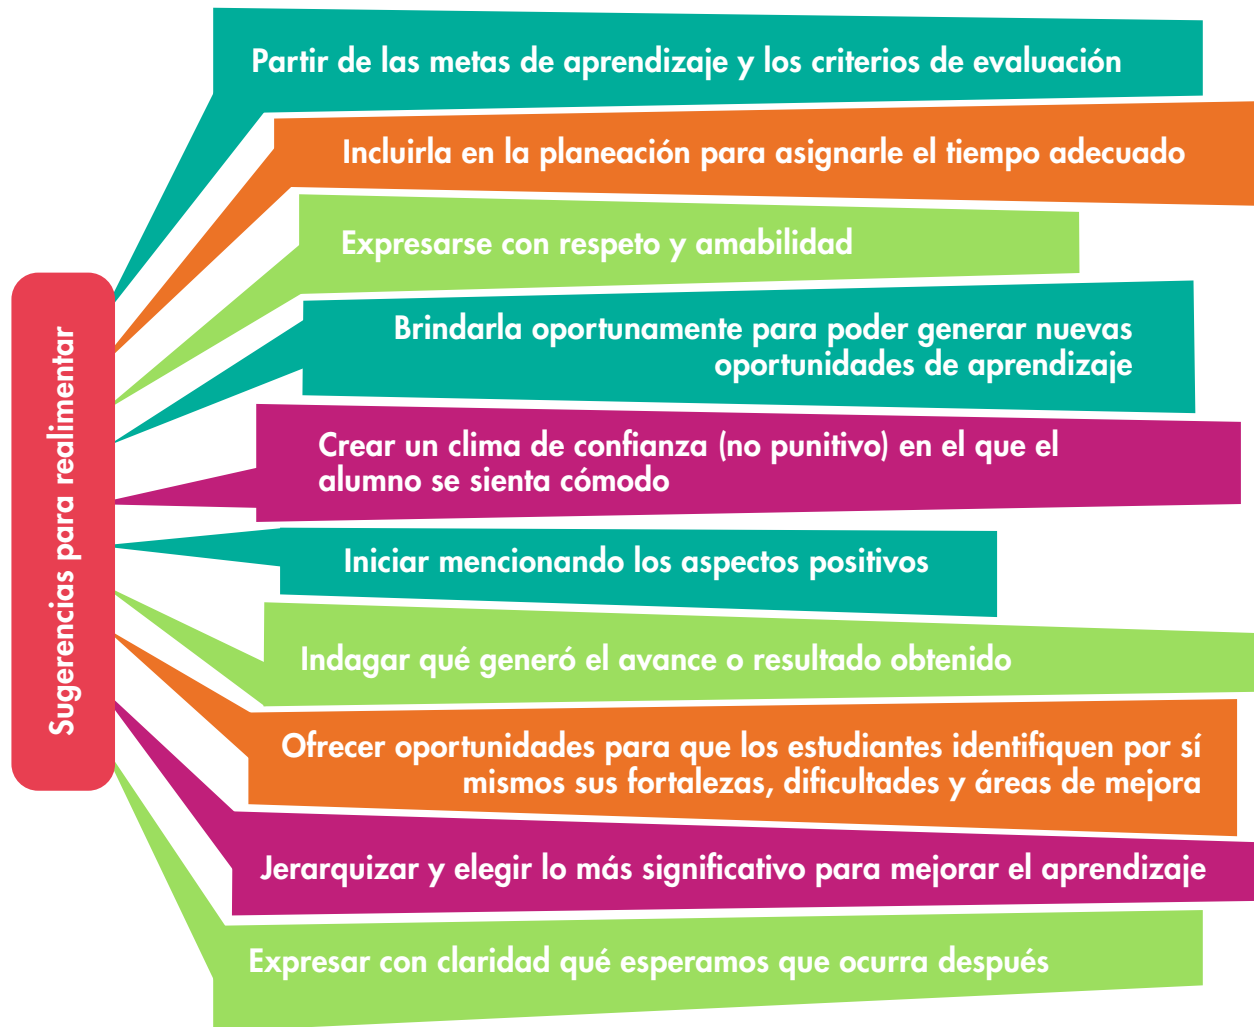 Sugerencias para realimentar
Partir de las metas de aprendizaje y los criterios de evaluación
Incluirla en la planeación para asignarle el tiempo adecuado
Expresarse con respeto y amabilidad
Brindarla oportunamente para poder generar nuevas
oportunidades de aprendizaje
Crear un clima de confianza (no punitivo) en el que el
alumno se sienta cómodo
Iniciar mencionando los aspectos positivos
Indagar qué generó el avance o resultado obtenido
Ofrecer oportunidades para que los estudiantes identifiquen por sí
mismos sus fortalezas, dificultades y áreas de mejora
Jerarquizar y elegir lo más significativo para mejorar el aprendizaje
Expresar con claridad qué esperamos que ocurra después